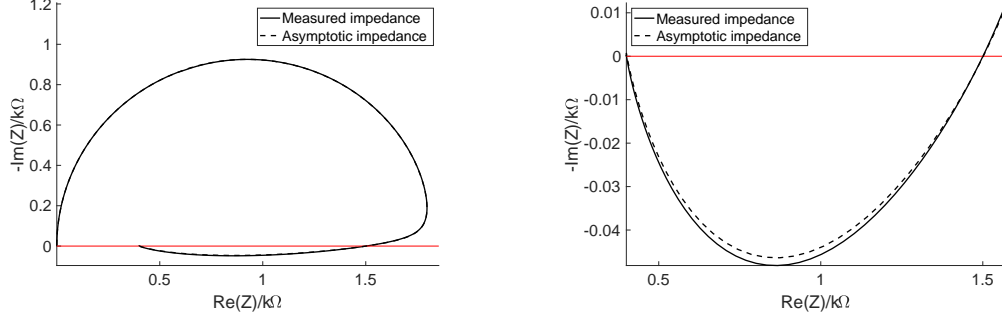 1.2
1
0.8
0.6
0.4
0.2
0
-Im(Z)/kΩ
0.5
1
1.5
Re(Z)/kΩ
Measured impedance
Asymptotic impedance
0.01
0
-0.01
-0.02
-0.03
-0.04
-Im(Z)/kΩ
0.5
1
1.5
Re(Z)/kΩ
Measured impedance
Asymptotic impedance